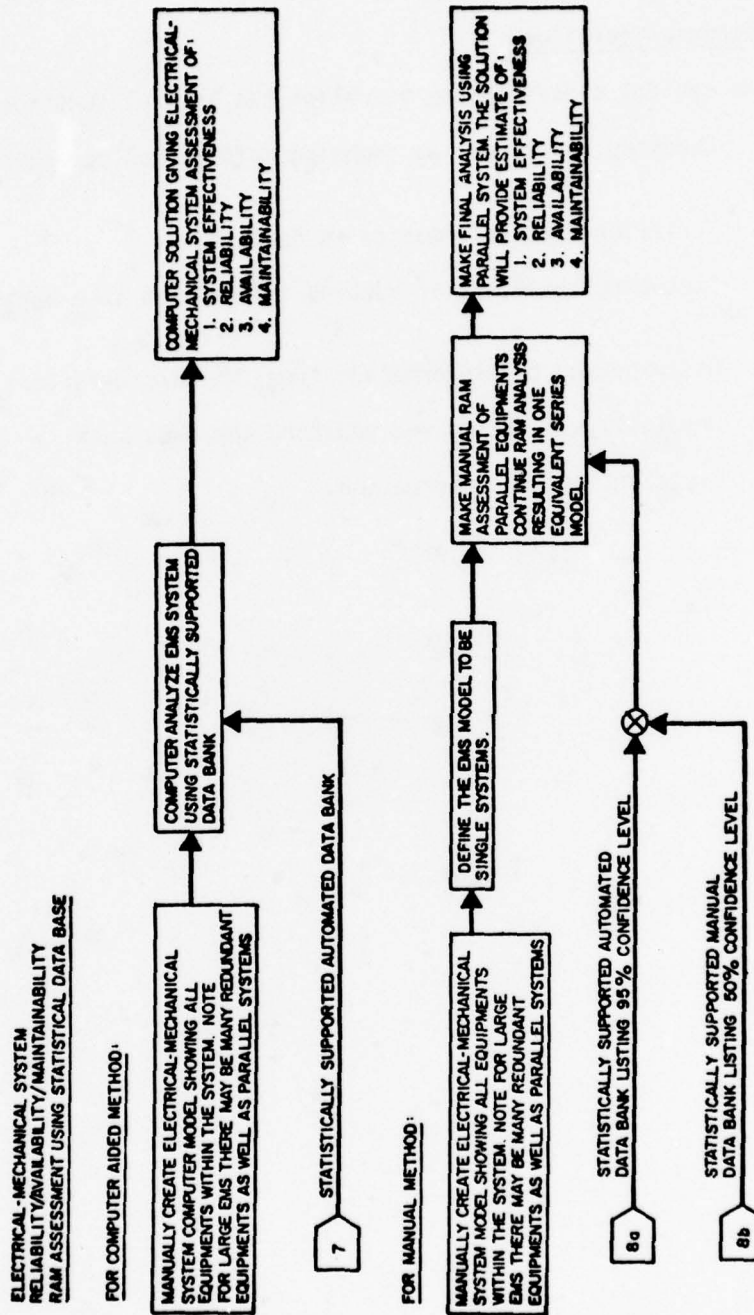 ELECTRICAL-MECHANICAL SYSTEM
RELIABILITY/AVAILABILITY/MAINTAINABILITY
RAM ASSESSMENT USING STATISTICAL DATA BASE
FOR COMPUTER AIDED METHOD:
MANUALLY CREATE ELECTRICAL-MECHANICAL
SYSTEM COMPUTER MODEL SHOWING ALL
EQUIPMENTS WITHIN THE SYSTEM. NOTE
FOR LARGE EMS THERE MAY BE MANY REDUNDANT
EQUIPMENTS AS WELL AS PARALLEL SYSTEMS
COMPUTER ANALYZE EMS SYSTEM
USING STATISTICALLY SUPPORTED
DATA BANK
COMPUTER SOLUTION GIVING ELECTRICAL-
MECHANICAL SYSTEM ASSESSMENT OF:
1. SYSTEM EFFECTIVENESS
2. RELIABILITY
3. AVAILABILITY
4. MAINTAINABILITY
7
STATISTICALLY SUPPORTED AUTOMATED DATA BANK
FOR MANUAL METHOD:
MANUALLY CREATE ELECTRICAL-MECHANICAL
SYSTEM MODEL SHOWING ALL EQUIPMENTS
WITHIN THE SYSTEM. NOTE FOR LARGE
EMS THERE MAY BE MANY REDUNDANT
EQUIPMENTS AS WELL AS PARALLEL SYSTEMS
DEFINE THE EMS MODEL TO BE
SINGLE SYSTEMS.
MAKE MANUAL RAM
ASSESSMENT OF
PARALLEL EQUIPMENTS
CONTINUE RAM ANALYSIS
RESULTING IN ONE
EQUIVALENT SERIES
MODEL.
MAKE FINAL ANALYSIS USING
PARALLEL SYSTEM. THE SOLUTION
WILL PROVIDE ESTIMATE OF:
1. SYSTEM EFFECTIVENESS
2. RELIABILITY
3. AVAILABILITY
4. MAINTAINABILITY
8a
STATISTICALLY SUPPORTED AUTOMATED
DATA BANK LISTING 95% CONFIDENCE LEVEL
8b
STATISTICALLY SUPPORTED MANUAL
DATA BANK LISTING 50% CONFIDENCE LEVEL